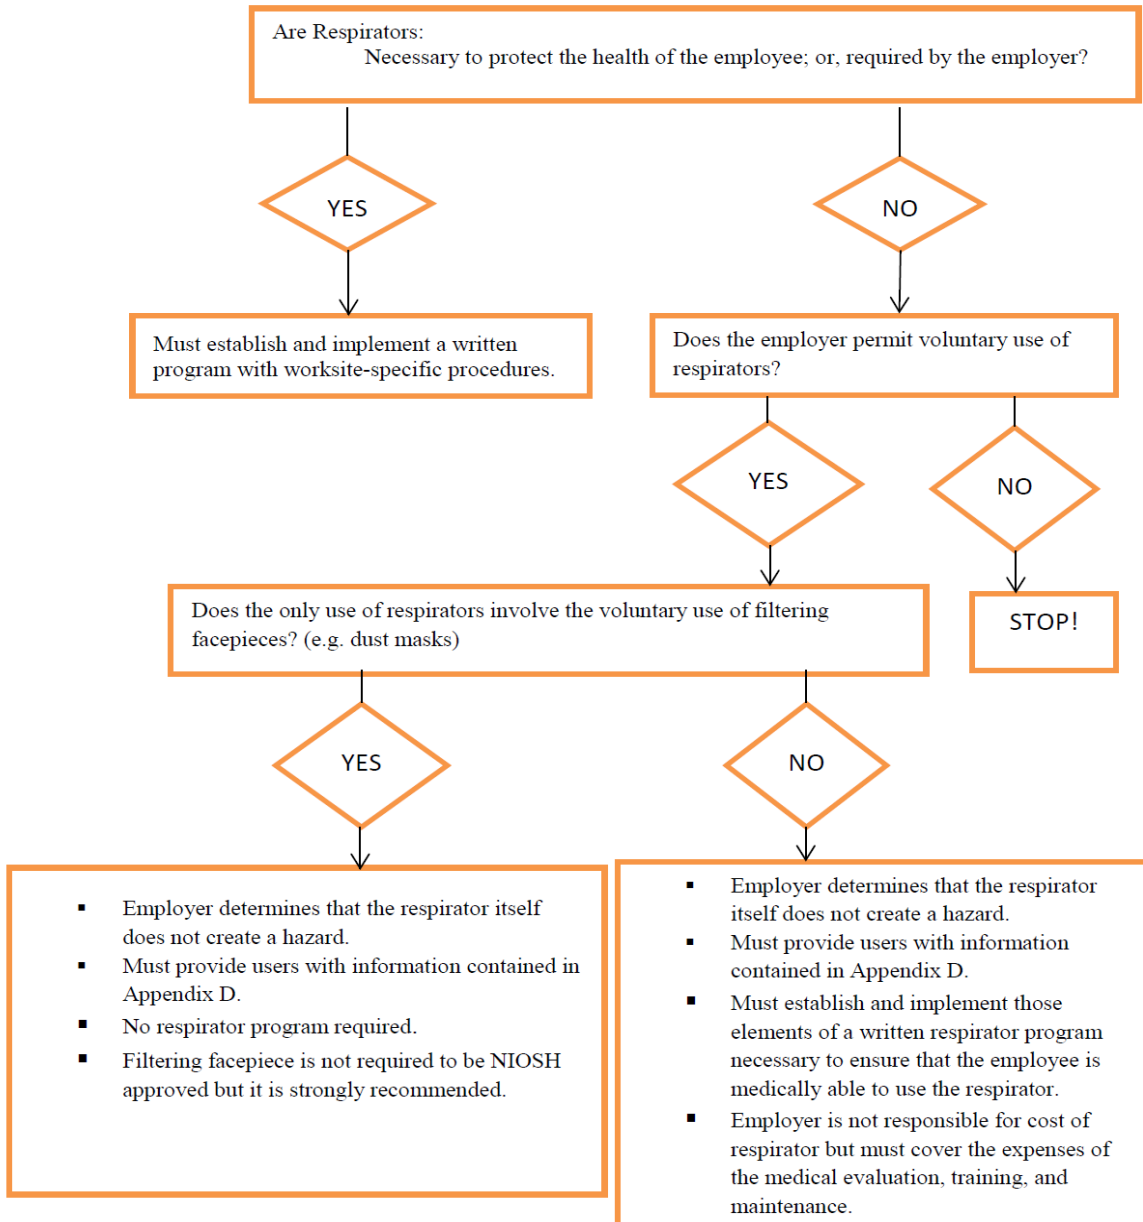 Are Respirators:
Necessary to protect the health of the employee; or, required by the employer?
YES
NO
Must establish and implement a written
program with worksite-specific procedures.
Does the employer permit voluntary use of
respirators?
YES
NO
Does the only use of respirators involve the voluntary use of filtering
facepieces? (e.g. dust masks)
STOP!
YES
NO
▪ Employer determines that the respirator itself
does not create a hazard.
▪ Must provide users with information contained in
Appendix D.
▪ No respirator program required.
▪ Filtering facepiece is not required to be NIOSH
approved but it is strongly recommended.
▪ Employer determines that the respirator
itself does not create a hazard.
▪ Must provide users with information
contained in Appendix D.
▪ Must establish and implement those
elements of a written respirator program
necessary to ensure that the employee is
medically able to use the respirator.
▪ Employer is not responsible for cost of
respirator but must cover the expenses of
the medical evaluation, training, and
maintenance.